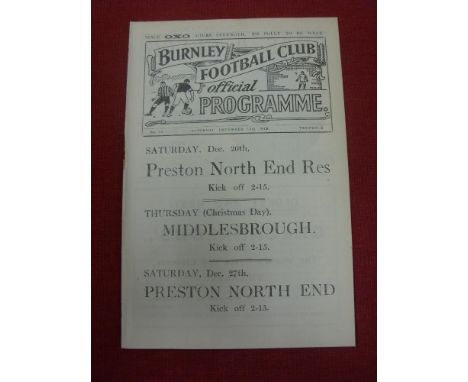 OXO
BURNLEY
FOOTBALL CLUB
official
PROGRAMME.
SATURDAY, Dec. 20th,
Preston North End Res
Kick off 2-15.
THURSDAY (Christmas Day),
MIDDLESBROUGH.
Kick off 2-15.
SATURDAY, Dec. 27th,
PRESTON NORTH END
Kick off 2-15.